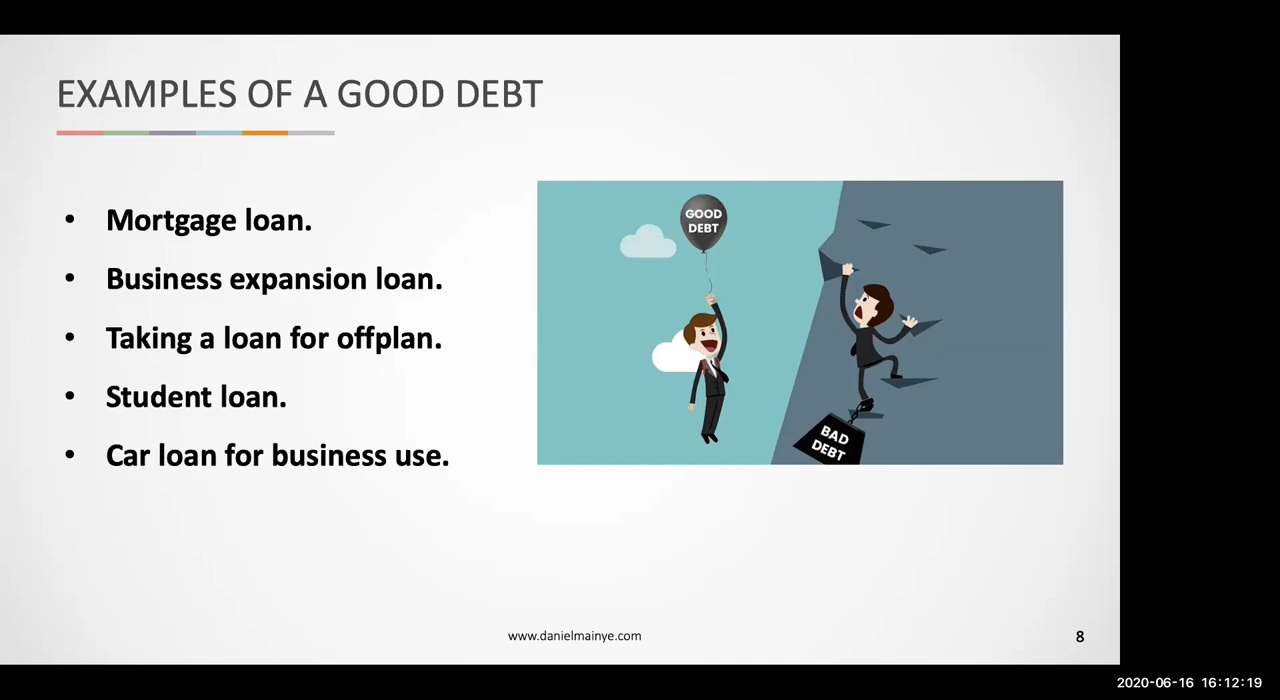 EXAMPLES OF A GOOD DEBT
• Mortgage loan.
• Business expansion loan.
• Taking a loan for offplan.
• Student loan.
• Car loan for business use.
GOOD
DEBT
BAD
DEBT
www.danielmainye.com
8
2020-06-16 16:12:19